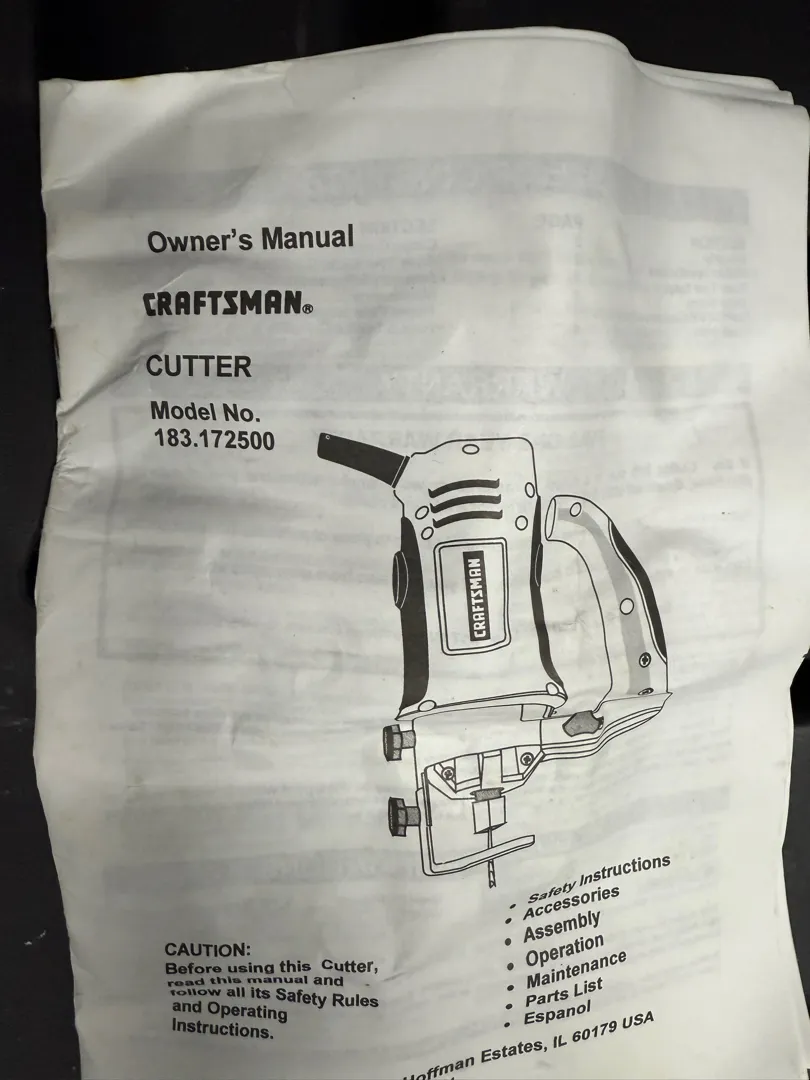 Owner's Manual
CRAFTSMAN®
CUTTER
Model No.
183.172500
CRAFTSMAN
• Safety Instructions
• Accessories
• Assembly
• Operation
• Maintenance
• Parts List
• Espanol
CAUTION:
Before using this Cutter,
read this manual and
follow all its Safety Rules
and Operating
Instructions.
Hoffman Estates, IL 60179 USA